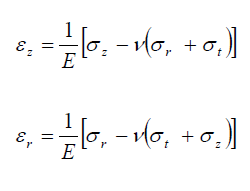 ε_z = 1/E [σ_z − ν(σ_r + σ_t)]
ε_r = 1/E [σ_r − ν(σ_t + σ_z)]